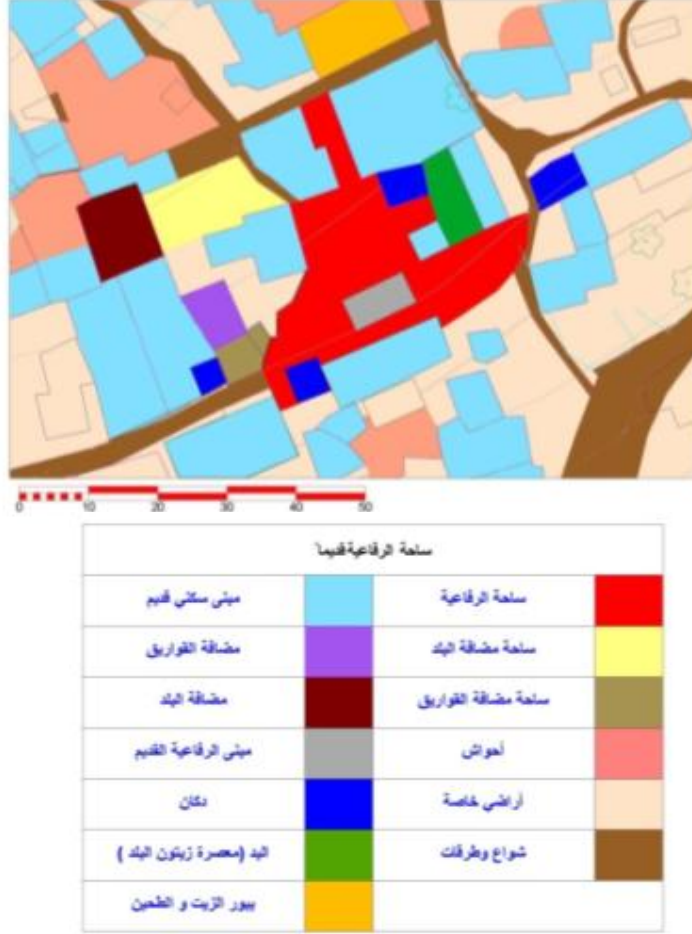 0 10 20 30 40 50
ساحة الرفاعية قديماً
ساحة الرفاعية مبنى سكني قديم
ساحة مضافة البلد مضافة القواريق
ساحة مضافة القواريق مضافة البلد
أحواش مبنى الرفاعية القديم
أراضي خاصة دكان
شواع وطرقات البد (معصرة زيتون البلد )
ببور الزيت و الطحين